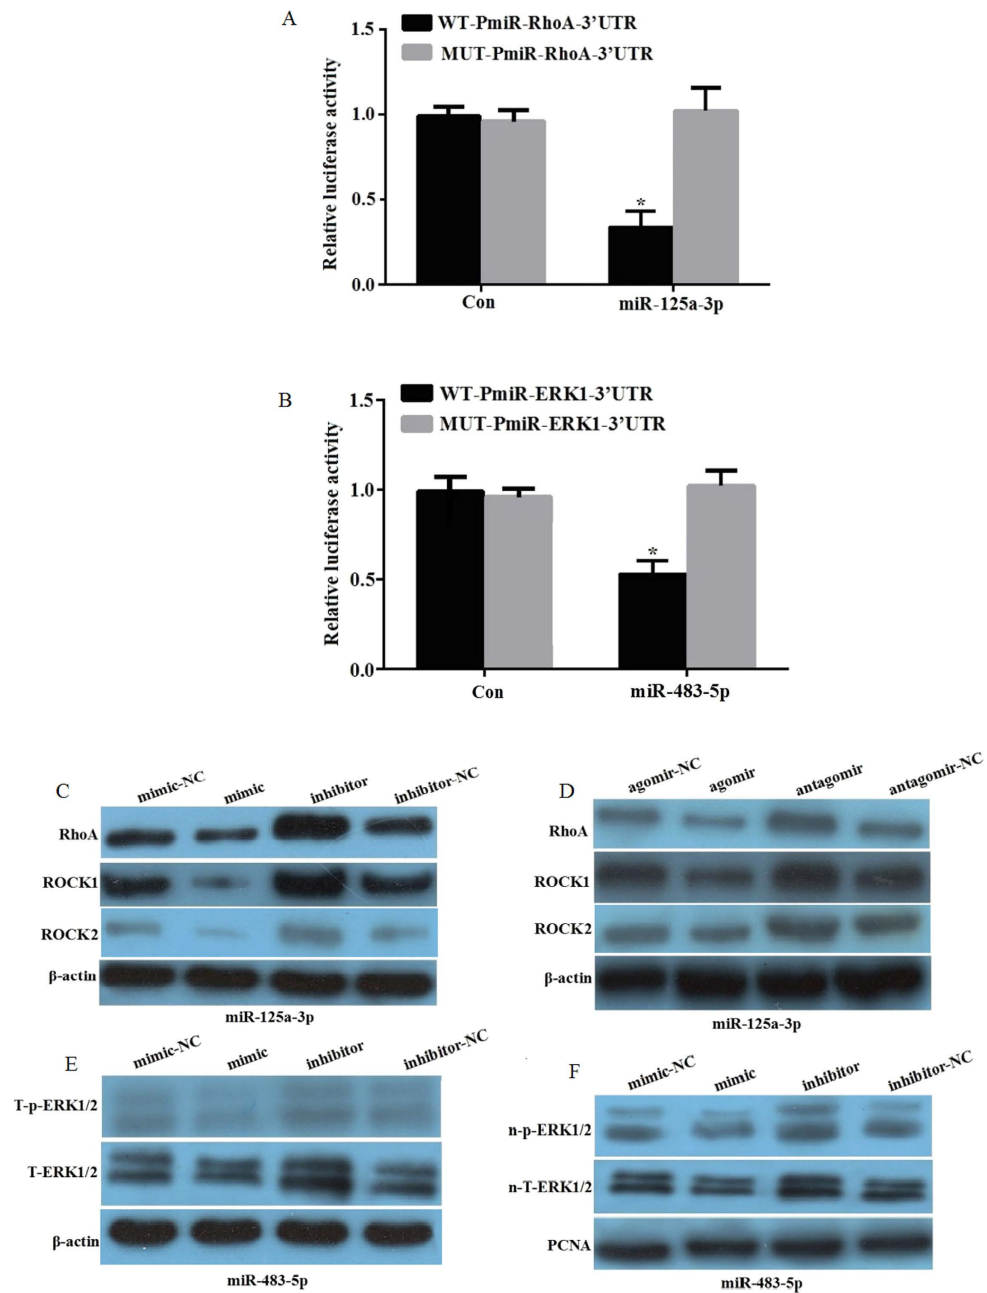 A
WT-PmiR-RhoA-3'UTR
MUT-PmiR-RhoA-3'UTR
Relative luciferase activity
1.5
1.0
0.5
0.0
*
Con
miR-125a-3p
B
WT-PmiR-ERK1-3'UTR
MUT-PmiR-ERK1-3'UTR
Relative luciferase activity
1.5
1.0
0.5
0.0
*
Con
miR-483-5p
C
mimic-NC
mimic
inhibitor
inhibitor-NC
RhoA
ROCK1
ROCK2
β-actin
miR-125a-3p
D
agomir-NC
agomir
antagomir
antagomir-NC
RhoA
ROCK1
ROCK2
β-actin
miR-125a-3p
E
mimic-NC
mimic
inhibitor
inhibitor-NC
T-p-ERK1/2
T-ERK1/2
β-actin
miR-483-5p
F
mimic-NC
mimic
inhibitor
inhibitor-NC
n-p-ERK1/2
n-T-ERK1/2
PCNA
miR-483-5p